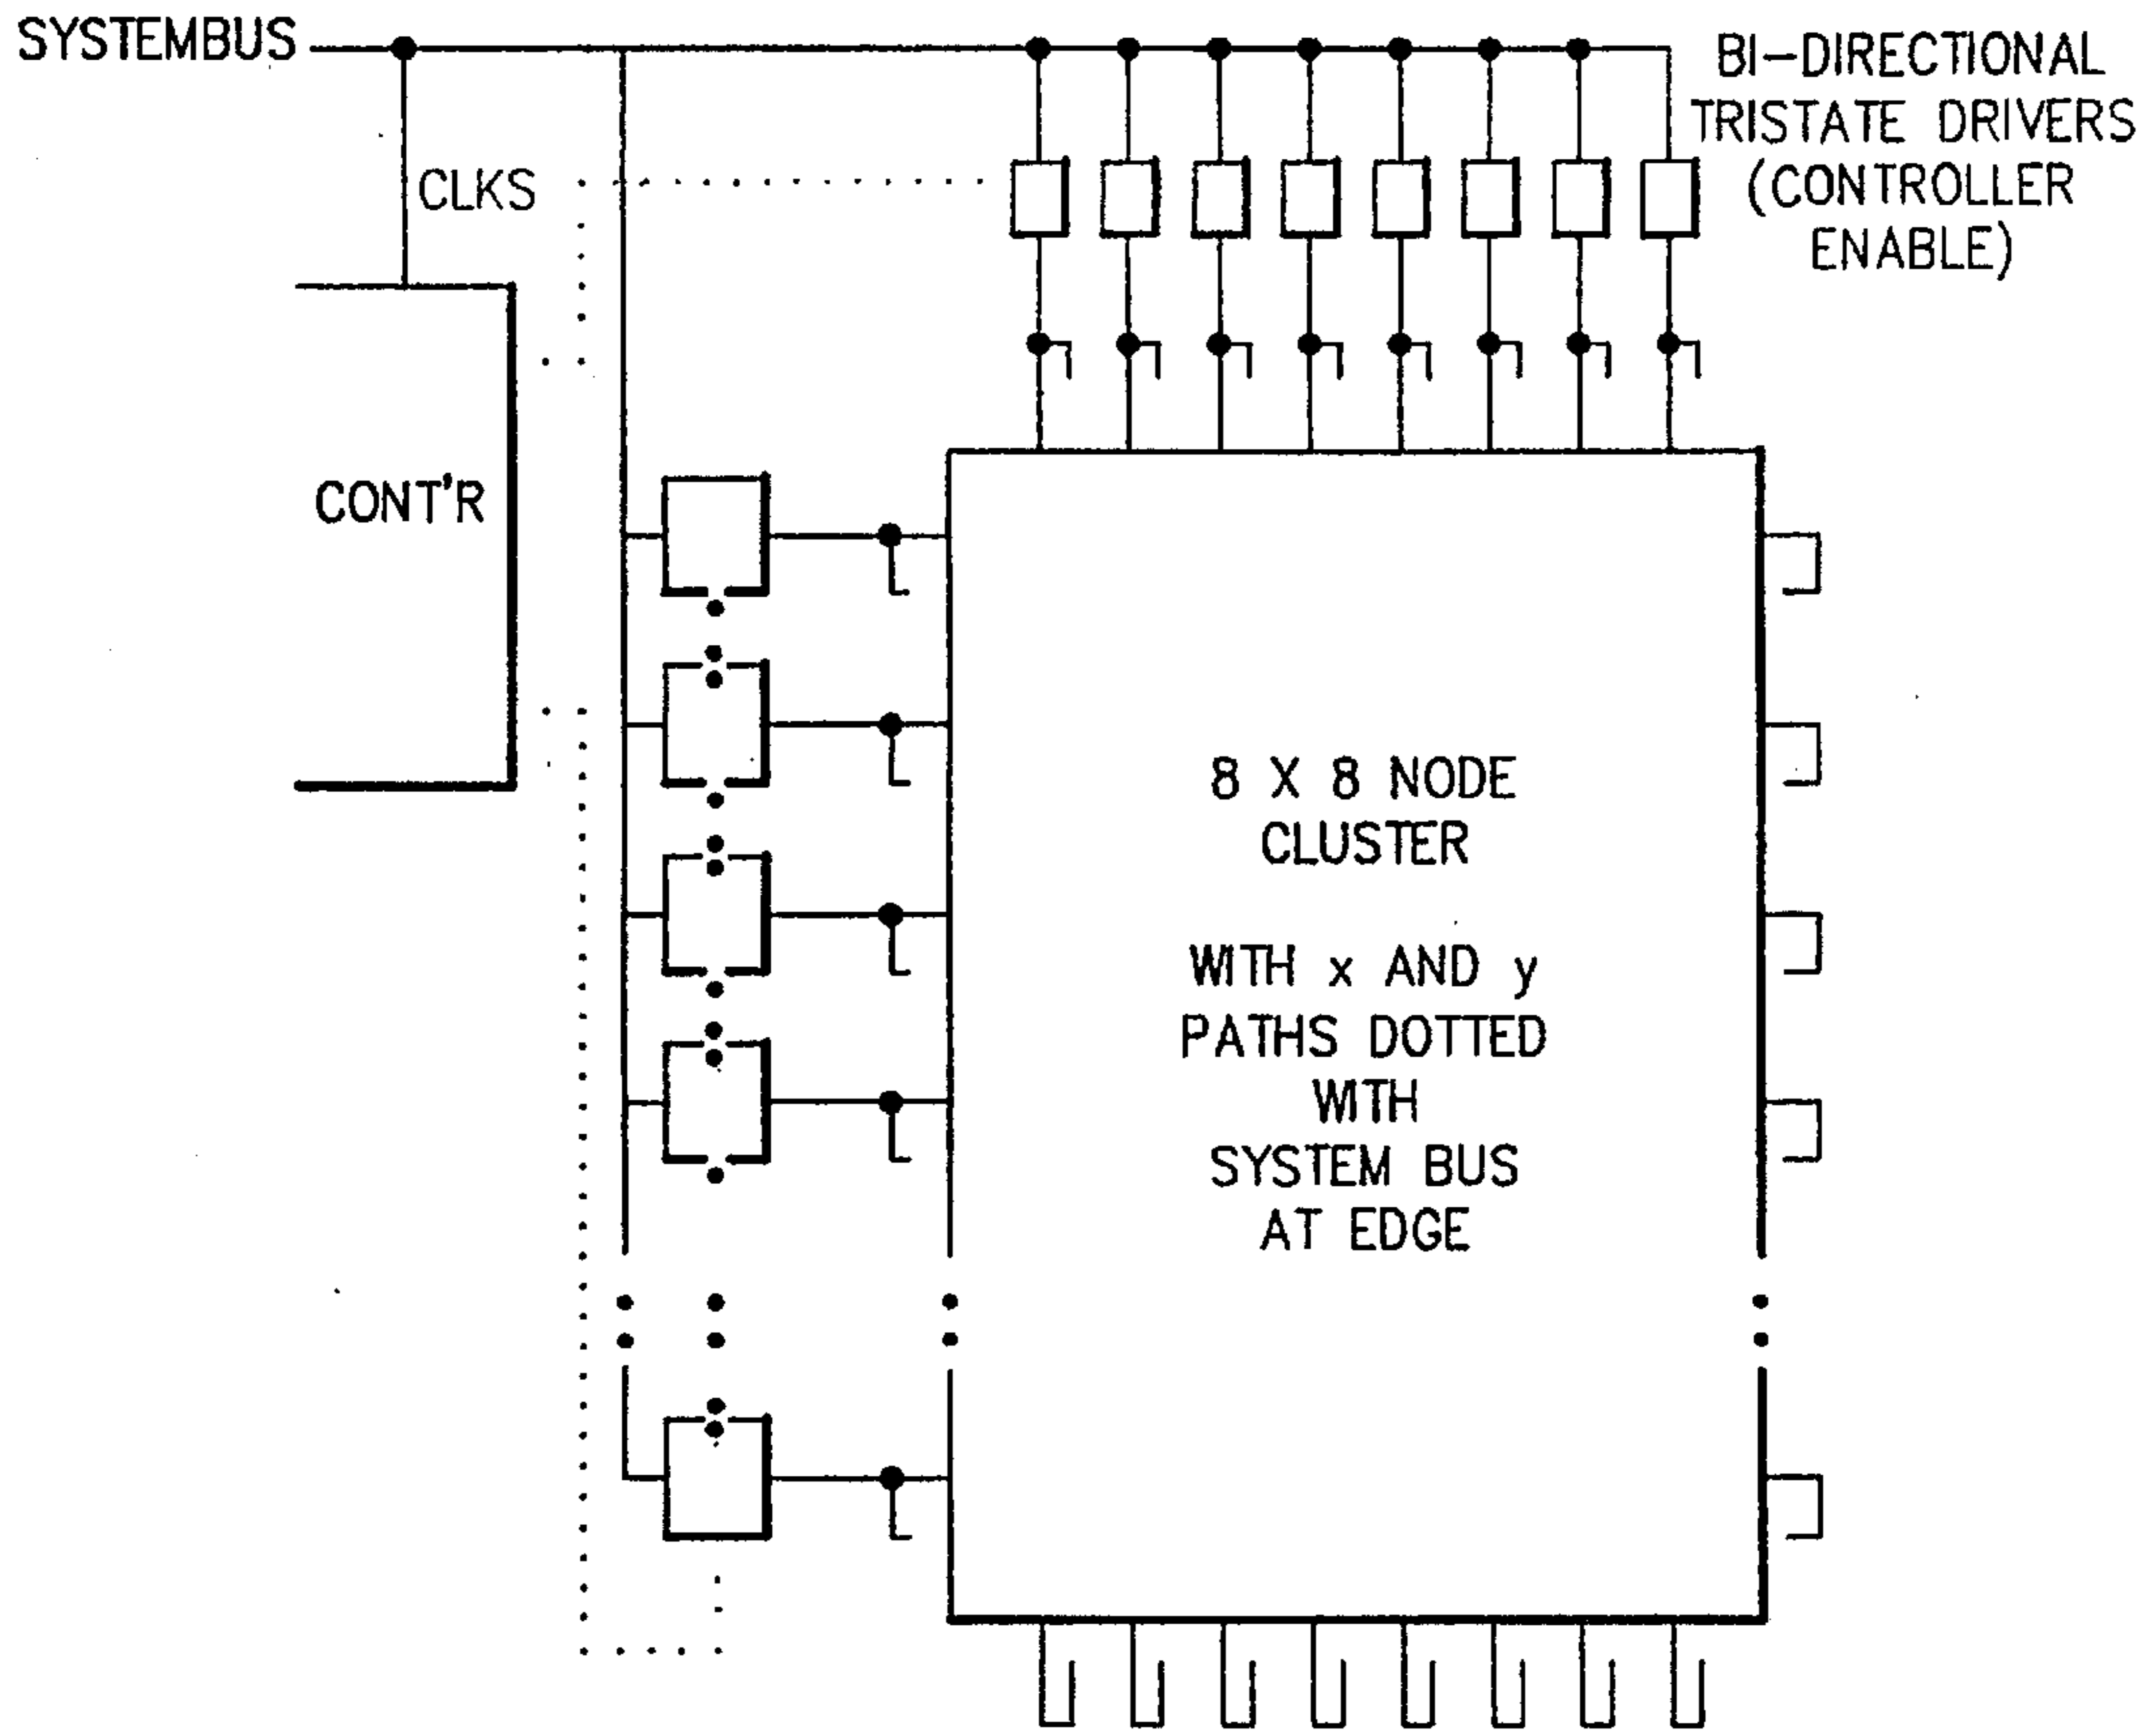 SYSTEMBUS
BI-DIRECTIONAL
TRISTATE DRIVERS
(CONTROLLER
ENABLE)
CLKS
CONT'R
8 X 8 NODE
CLUSTER
WITH x AND y
PATHS DOTTED
WITH
SYSTEM BUS
AT EDGE